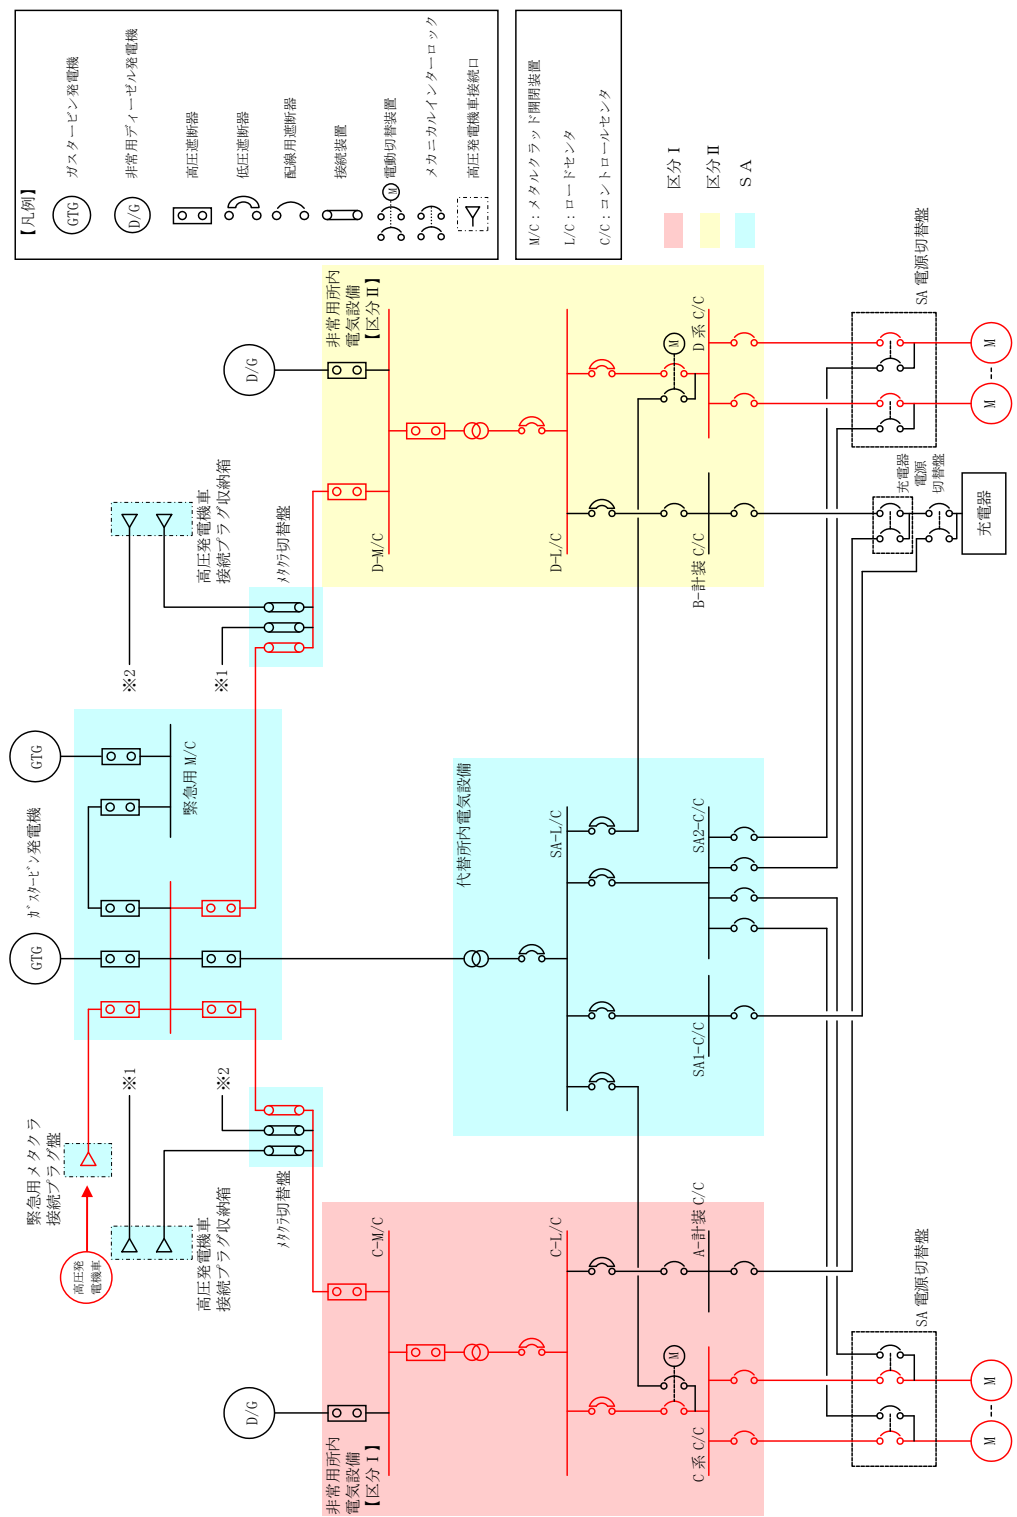 【凡例】
GTG
ガスタービン発電機
D/G
非常用ディーゼル発電機
高圧遮断器
低圧遮断器
配線用遮断器
接続装置
M
電動切替装置
メカニカルインターロック
高圧発電機車接続口
M/C：メタルクラッド開閉装置
L/C：ロードセンタ
C/C：コントロールセンタ
区分Ⅰ
区分Ⅱ
ＳＡ
ガスタービン発電機
GTG
GTG
緊急用 M/C
緊急用メタクラ
接続プラグ盤
高圧発
電機車
※1
※2
高圧発電機車
接続プラグ収納箱
メタクラ切替盤
※2
※1
高圧発電機車
接続プラグ収納箱
メタクラ切替盤
D/G
非常用所内
電気設備
【区分Ⅰ】
C-M/C
C-L/C
M
C 系 C/C
A-計装 C/C
代替所内電気設備
SA-L/C
SA1-C/C
SA2-C/C
D/G
非常用所内
電気設備
【区分Ⅱ】
D-M/C
D-L/C
M
D 系 C/C
B-計装 C/C
SA 電源切替盤
M
M
充電器
電源
切替盤
充電器
SA 電源切替盤
M
M